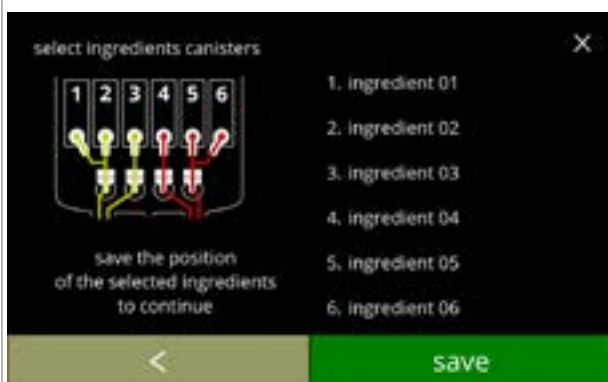 select ingredients canisters
1 2 3 4 5 6
save the position
of the selected ingredients
to continue
1. ingredient 01
2. ingredient 02
3. ingredient 03
4. ingredient 04
5. ingredient 05
6. ingredient 06
<
save